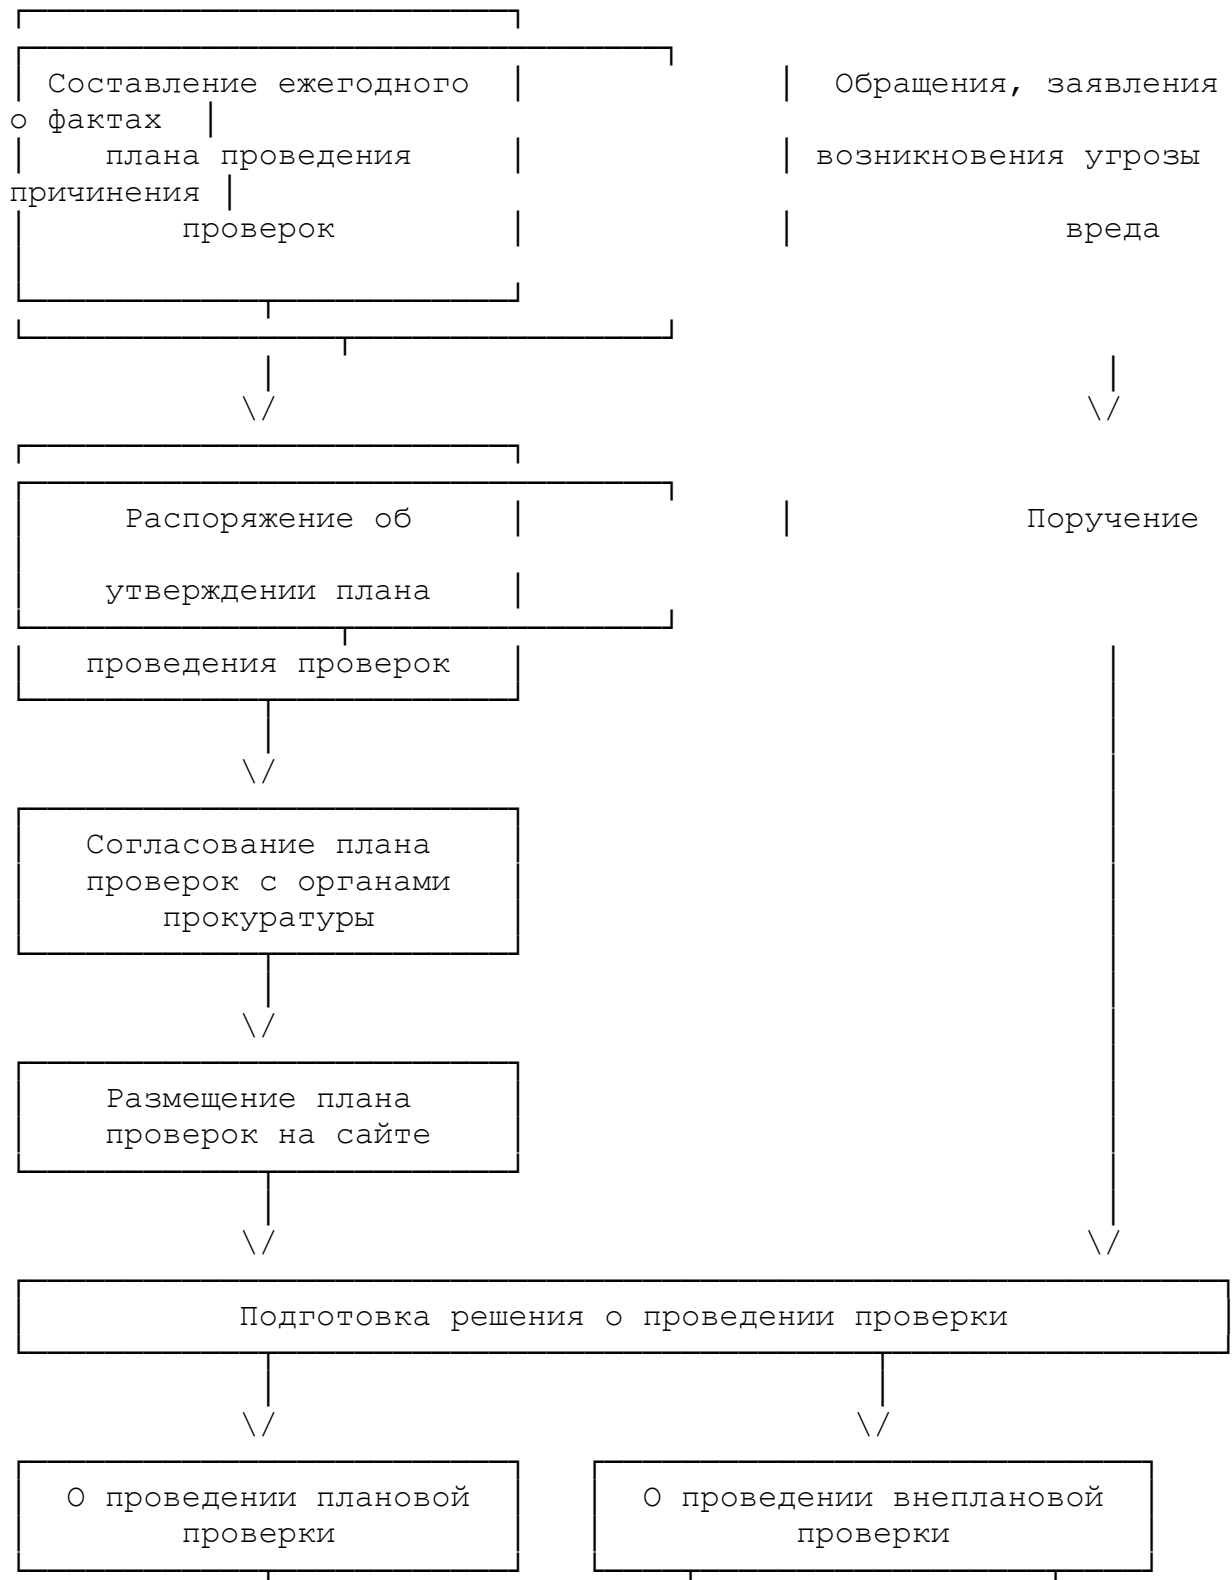 Составление ежегодного Обращения, заявления
о фактах
плана проведения возникновения угрозы
причинения
проверок вреда
\/ \/
Распоряжение об Поручение
утверждении плана
проведения проверок
\/
Согласование плана
проверок с органами
прокуратуры
\/
Размещение плана
проверок на сайте
\/ \/
Подготовка решения о проведении проверки
\/ \/
О проведении плановой О проведении внеплановой
проверки проверки